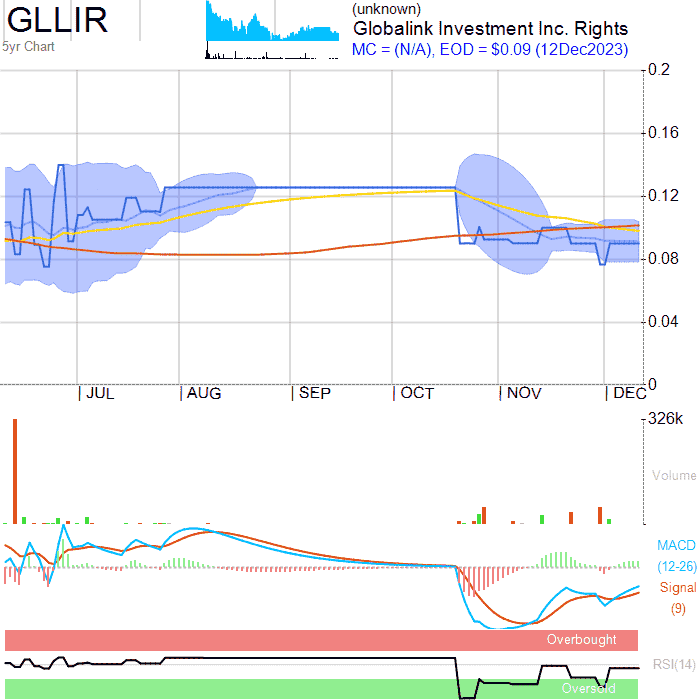 GLLIR
5yr Chart
(unknown)
Globalink Investment Inc. Rights
MC = (N/A), EOD = $0.09 (12Dec2023)
0.2
0.16
0.12
0.08
0.04
0
| JUL | AUG | SEP | OCT | NOV | DEC
326k
Volume
MACD
(12-26)
Signal
(9)
Overbought
RSI(14)
Oversold